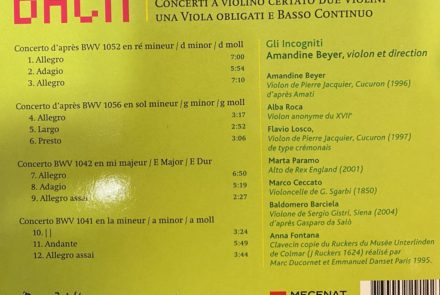 BACH
CONCERTI A VIOLINO CERTATO DUE VIOLINI
UNA VIOLA OBLIGATI E BASSO CONTINUO
Concerto d'après BWV 1052 en ré mineur / d minor / d moll
1. Allegro 7:00
2. Adagio 5:54
3. Allegro 7:10
Concerto d'après BWV 1056 en sol mineur / g minor / g moll
4. Allegro 3:17
5. Largo 2:52
6. Presto 3:06
Concerto BWV 1042 en mi majeur / E Major / E Dur
7. Allegro 6:50
8. Adagio 5:21
9. Allegro assai 2:27
Concerto BWV 1041 en la mineur / a minor / a moll
10. [ ] 3:24
11. Andante 5:49
12. Allegro assai 3:44
Gli Incogniti
Amandine Beyer, violon et direction
Amandine Beyer
Violon de Pierre Jacquier, Cucuron (1996)
d'après Amati
Alba Roca
Violon anonyme du XVIIᵉ
Flavio Losco,
Violon de Pierre Jacquier, Cucuron (1997)
de type crémonais
Marta Paramo
Alto de Rex England (2001)
Marco Ceccato
Violoncelle de G. Sgarbi (1850)
Baldomero Barciela
Violone de Sergio Gistri, Siena (2004)
d'après Gasparo da Salò
Anna Fontana
Clavecin copie du Ruckers du Musée Unterlinden
de Colmar (J Ruckers 1624) réalisé par
Marc Ducornet et Emmanuel Danset Paris 1995.
MECENAT